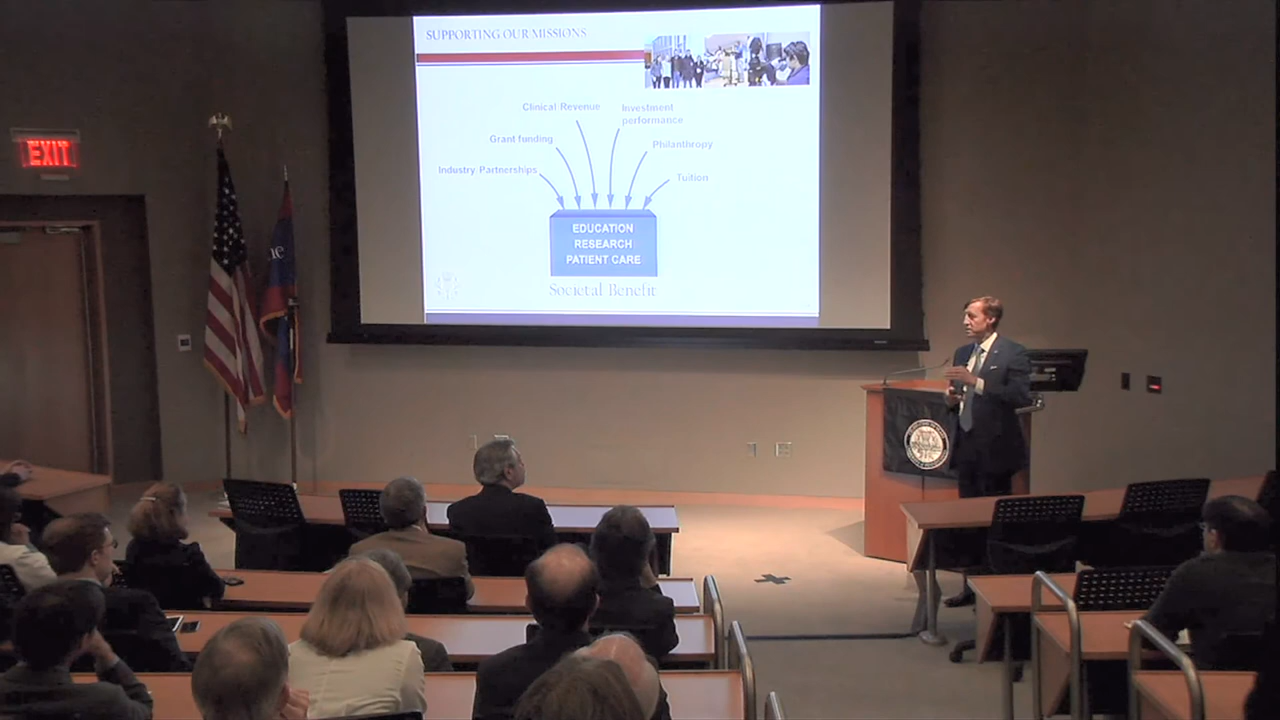 SUPPORTING OUR MISSIONS
Clinical Revenue
Investment
performance
Grant funding
Philanthropy
Industry Partnerships
Tuition
EDUCATION
RESEARCH
PATIENT CARE
Societal Benefit
EXIT